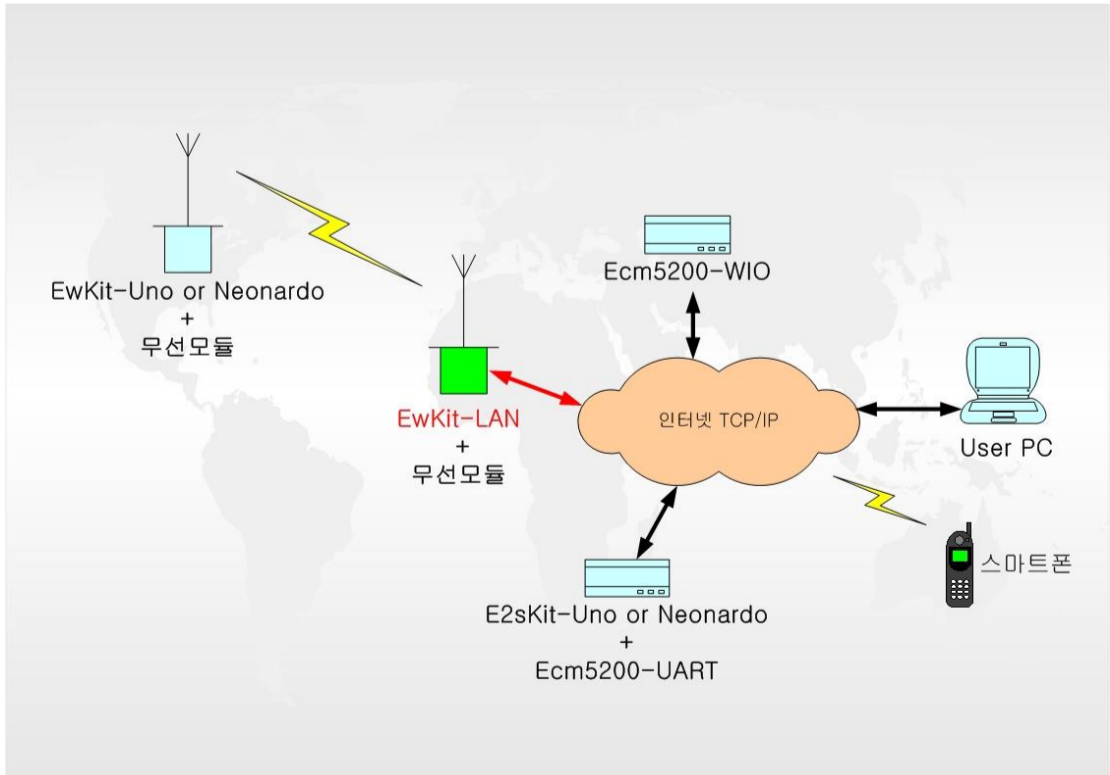 EwKit-Uno or Neonardo
+
무선모듈
EwKit-LAN
+
무선모듈
Ecm5200-WIO
인터넷 TCP/IP
User PC
스마트폰
E2sKit-Uno or Neonardo
+
Ecm5200-UART